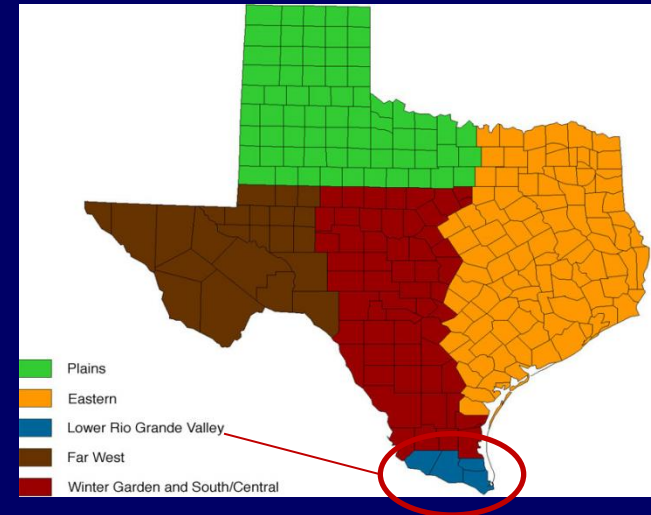 Plains
Eastern
Lower Rio Grande Valley
Far West
Winter Garden and South/Central